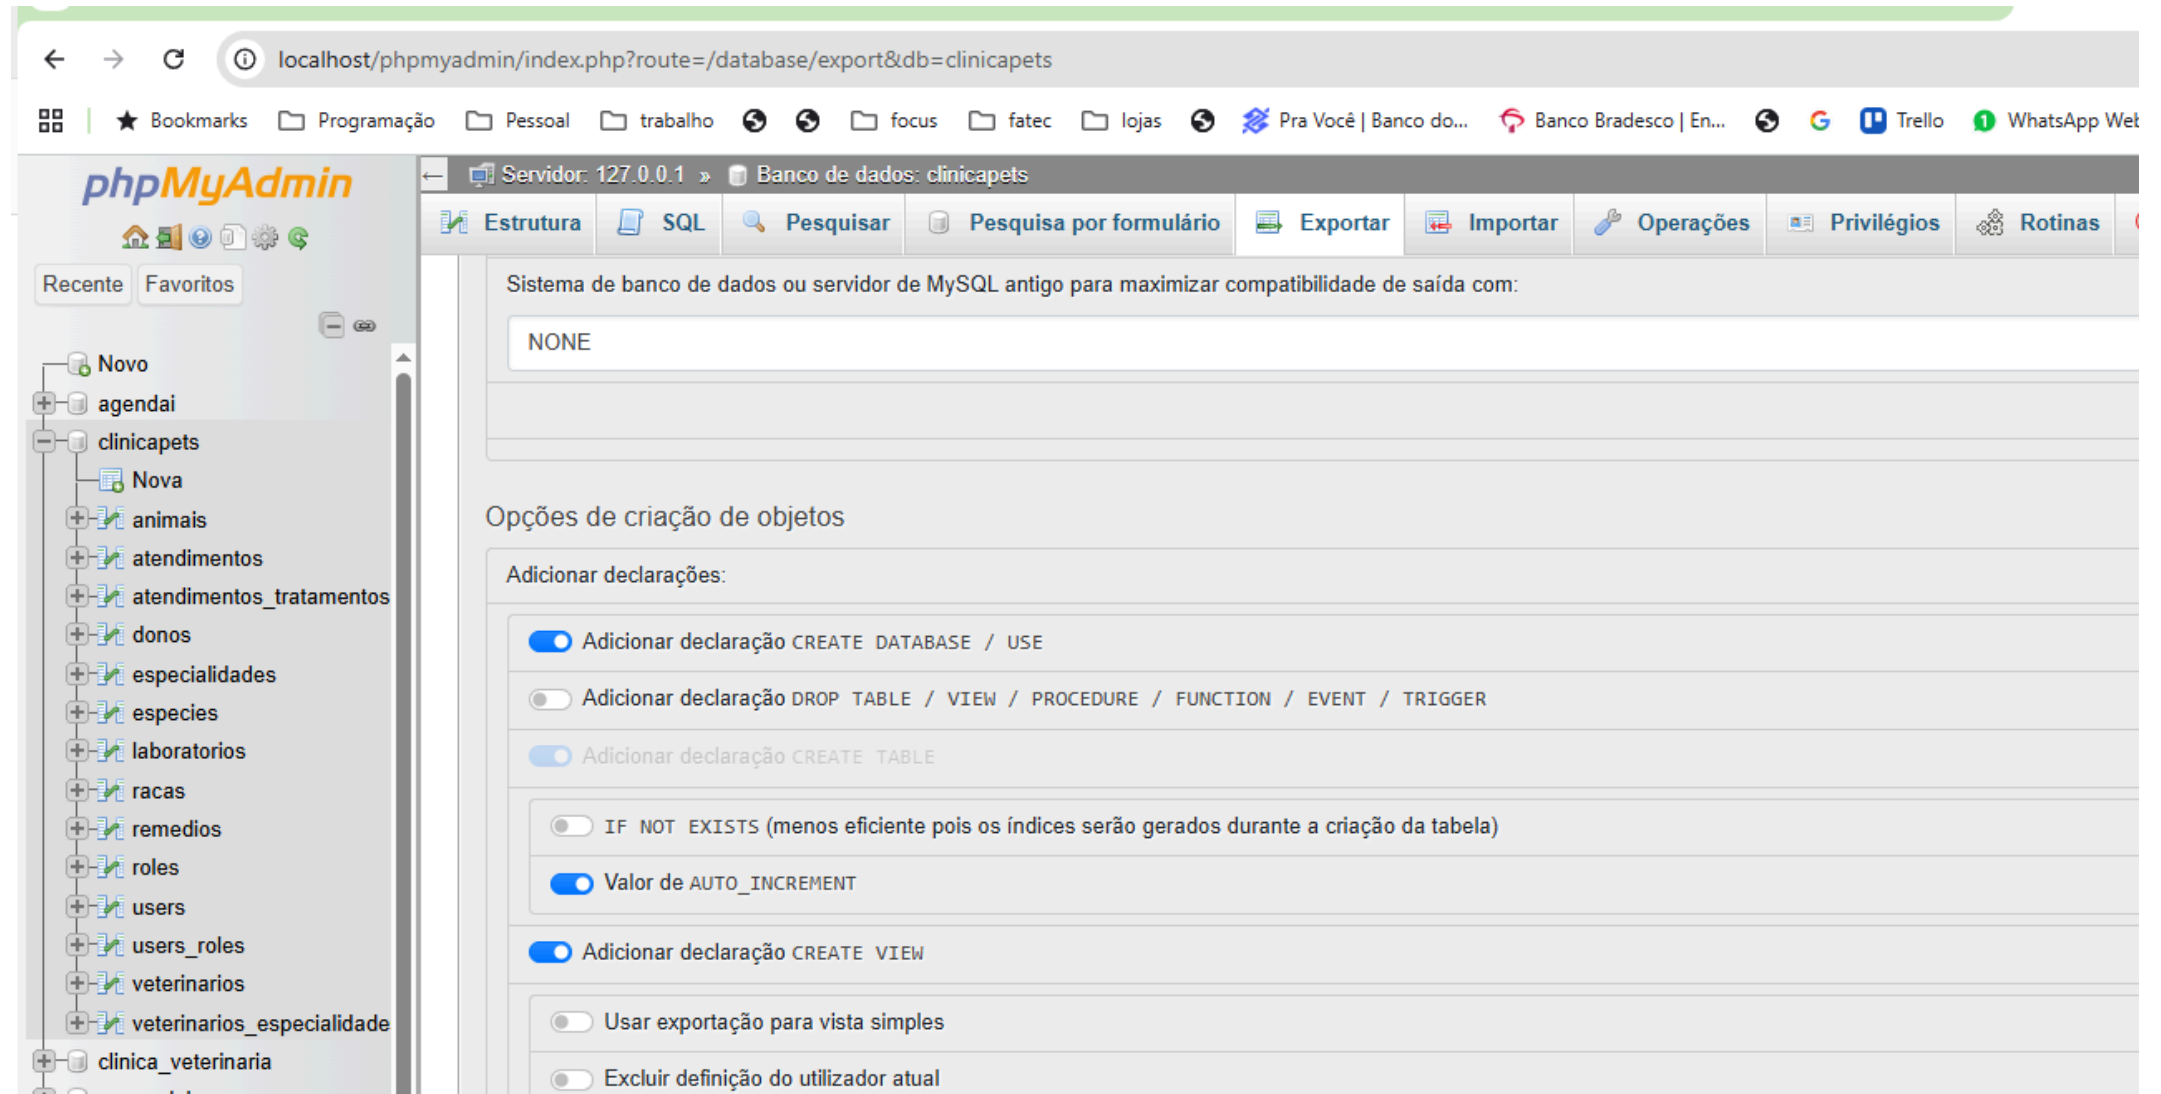 localhost/phpmyadmin/index.php?route=/database/export&db=clinicapets
Bookmarks Programação Pessoal trabalho focus fatec lojas Pra Você | Banco do... Banco Bradesco | En... Trello WhatsApp Web
phpMyAdmin
Servidor: 127.0.0.1 » Banco de dados: clinicapets
Estrutura SQL Pesquisar Pesquisa por formulário Exportar Importar Operações Privilégios Rotinas
Recente Favoritos
Novo
agendai
clinicapets
Nova
animais
atendimentos
atendimentos_tratamentos
donos
especialidades
especies
laboratorios
racas
remedios
roles
users
users_roles
veterinarios
veterinarios_especialidade
clinica_veterinaria
Sistema de banco de dados ou servidor de MySQL antigo para maximizar compatibilidade de saída com:
NONE
Opções de criação de objetos
Adicionar declarações:
Adicionar declaração CREATE DATABASE / USE
Adicionar declaração DROP TABLE / VIEW / PROCEDURE / FUNCTION / EVENT / TRIGGER
Adicionar declaração CREATE TABLE
IF NOT EXISTS (menos eficiente pois os índices serão gerados durante a criação da tabela)
Valor de AUTO_INCREMENT
Adicionar declaração CREATE VIEW
Usar exportação para vista simples
Excluir definição do utilizador atual